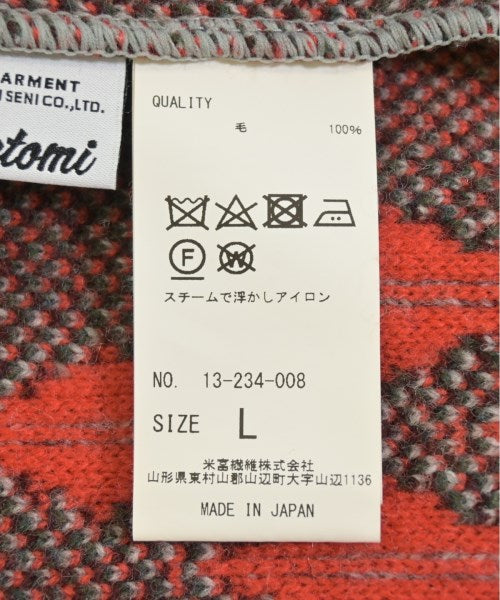 ARMENT
SENI CO.,LTD.
tomi
QUALITY
毛 100%
F
W
スチームで浮かしアイロン
NO. 13-234-008
SIZE L
米富繊維株式会社
山形県東村山郡山辺町大字山辺1136
MADE IN JAPAN